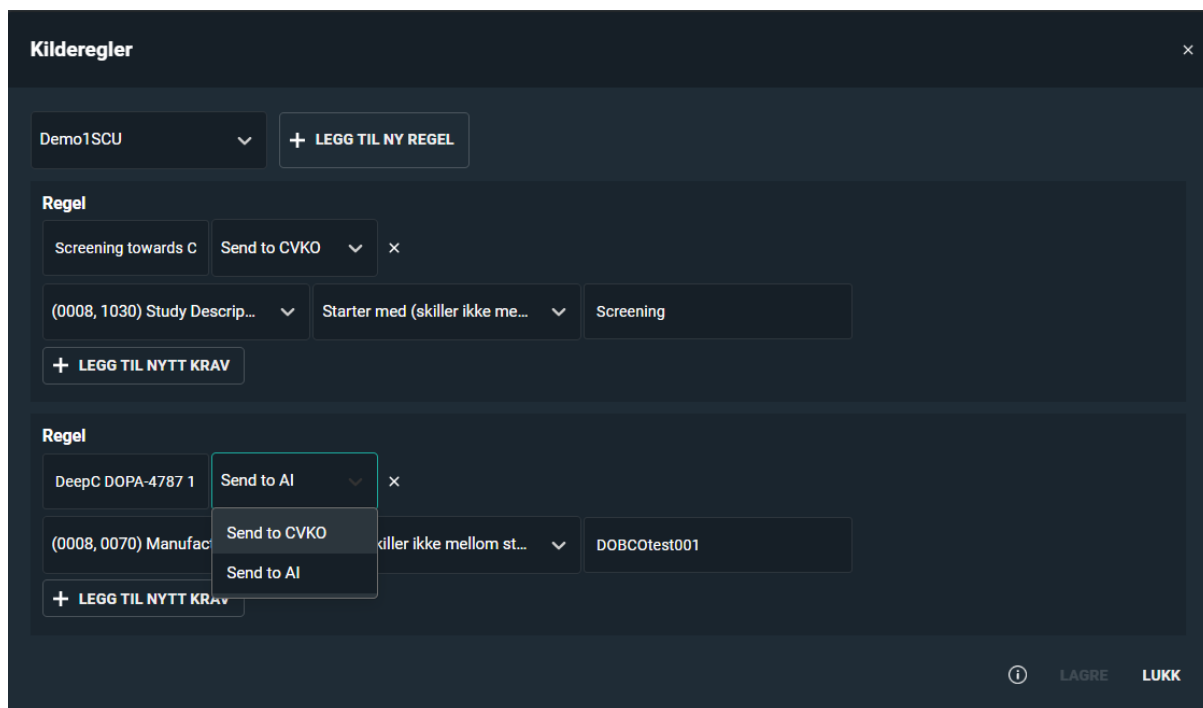 Kilderegler
Demo1SCU
LEGG TIL NY REGEL
Regel
Screening towards C Send to CVKO
(0008, 1030) Study Descrip... Starter med (skiller ikke me... Screening
LEGG TIL NYTT KRAV
Regel
DeepC DOPA-4787 1 Send to AI
Send to CVKO
(0008, 0070) Manufac killer ikke mellom st... DOBCOtest001
Send to AI
LEGG TIL NYTT KRAV
LAGRE LUKK